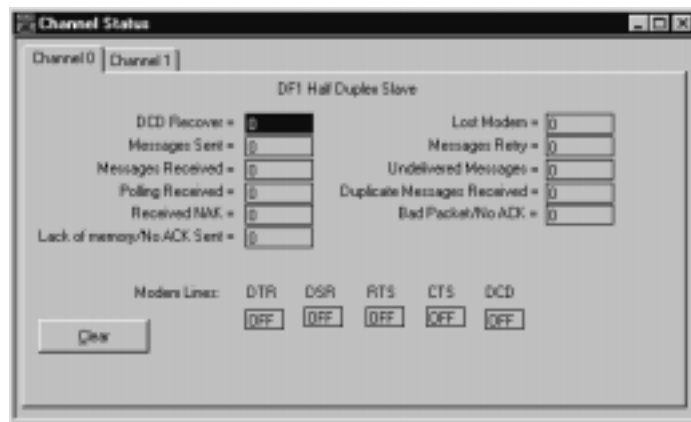 Channel Status
Channel 0 Channel 1
DF1 Half Duplex Slave
DCD Recover = 0 Lost Modem = 0
Messages Sent = 0 Messages Retry = 0
Messages Received = 0 Undelivered Messages = 0
Polling Received = 0 Duplicate Messages Received = 0
Received NAK = 0 Bad Packet/No ACK = 0
Lack of memory/No ACK Sent = 0
Modem Lines: DTR DSR RTS CTS DCD
OFF OFF OFF OFF OFF
Clear